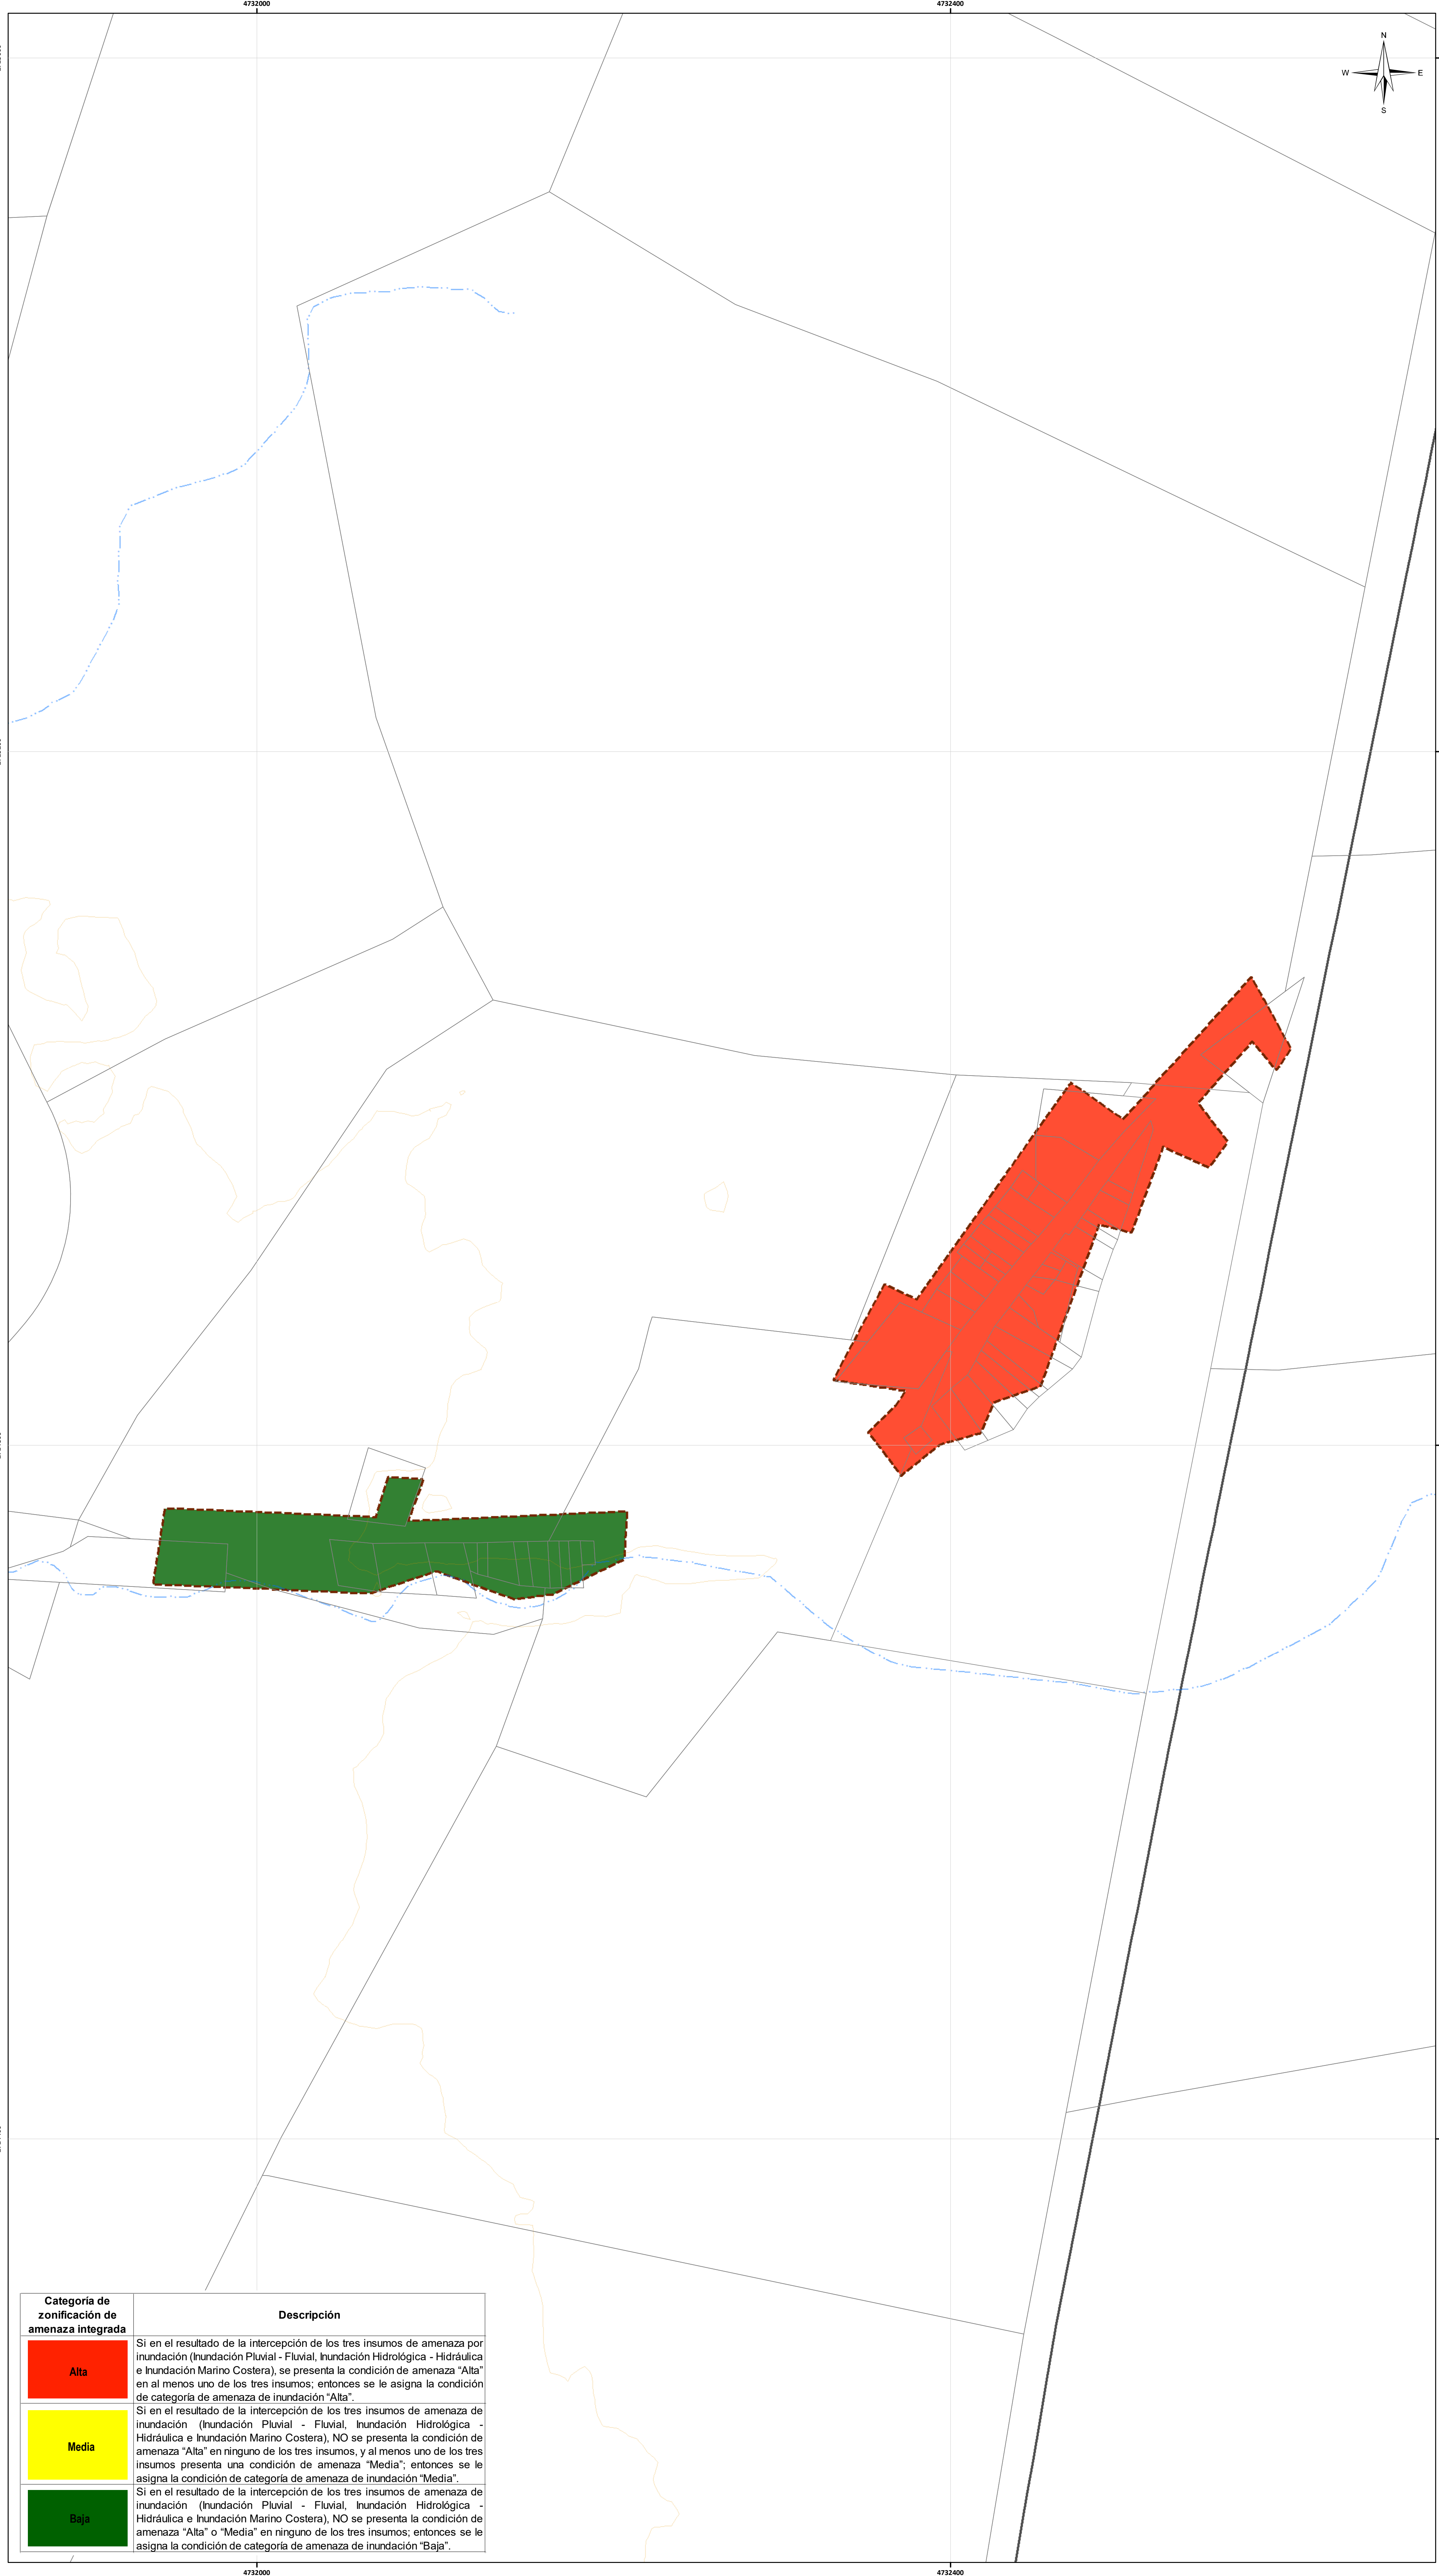 4732000
4732400
N
W
E
S
Categoría de
zonificación de
amenaza integrada
Descripción
Alta
Si en el resultado de la intercepción de los tres insumos de amenaza por
inundación (Inundación Pluvial - Fluvial, Inundación Hidrológica - Hidráulica
e Inundación Marino Costera), se presenta la condición de amenaza “Alta”
en al menos uno de los tres insumos; entonces se le asigna la condición
de categoría de amenaza de inundación “Alta”.
Media
Si en el resultado de la intercepción de los tres insumos de amenaza de
inundación (Inundación Pluvial - Fluvial, Inundación Hidrológica -
Hidráulica e Inundación Marino Costera), NO se presenta la condición de
amenaza “Alta” en ninguno de los tres insumos, y al menos uno de los tres
insumos presenta una condición de amenaza “Media”; entonces se le
asigna la condición de categoría de amenaza de inundación “Media”.
Baja
Si en el resultado de la intercepción de los tres insumos de amenaza de
inundación (Inundación Pluvial - Fluvial, Inundación Hidrológica -
Hidráulica e Inundación Marino Costera), NO se presenta la condición de
amenaza “Alta” o “Media” en ninguno de los tres insumos; entonces se le
asigna la condición de categoría de amenaza de inundación “Baja”.
4732000
4732400